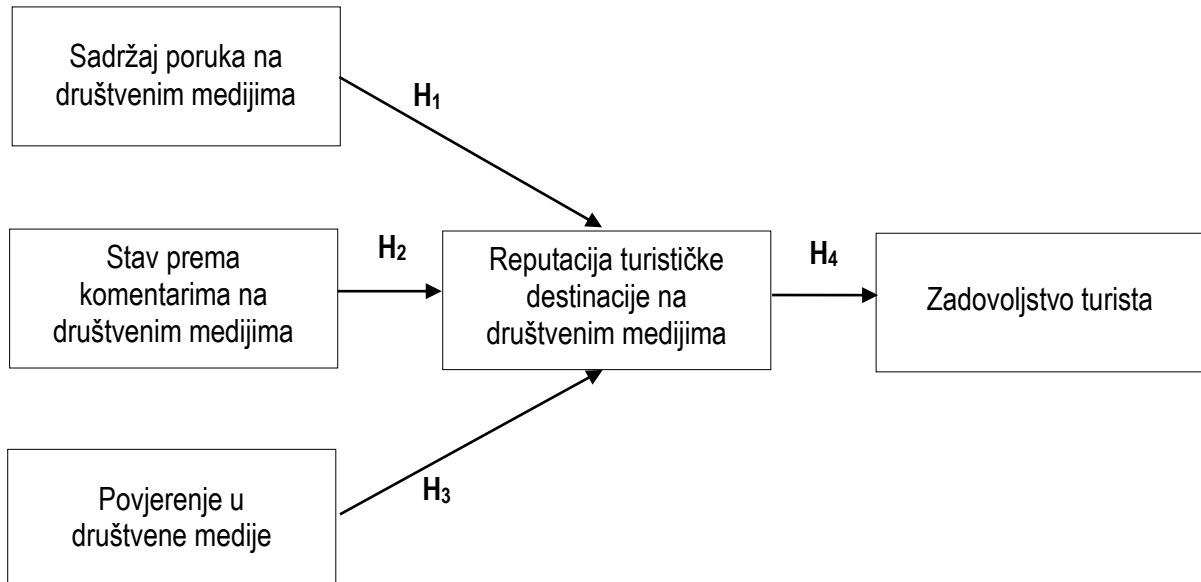 Sadržaj poruka na
društvenim medijima
H₁
Stav prema
komentarima na
društvenim medijima
H₂
Reputacija turističke
destinacije na
društvenim medijima
H₄
Zadovoljstvo turista
Povjerenje u
društvene medije
H₃